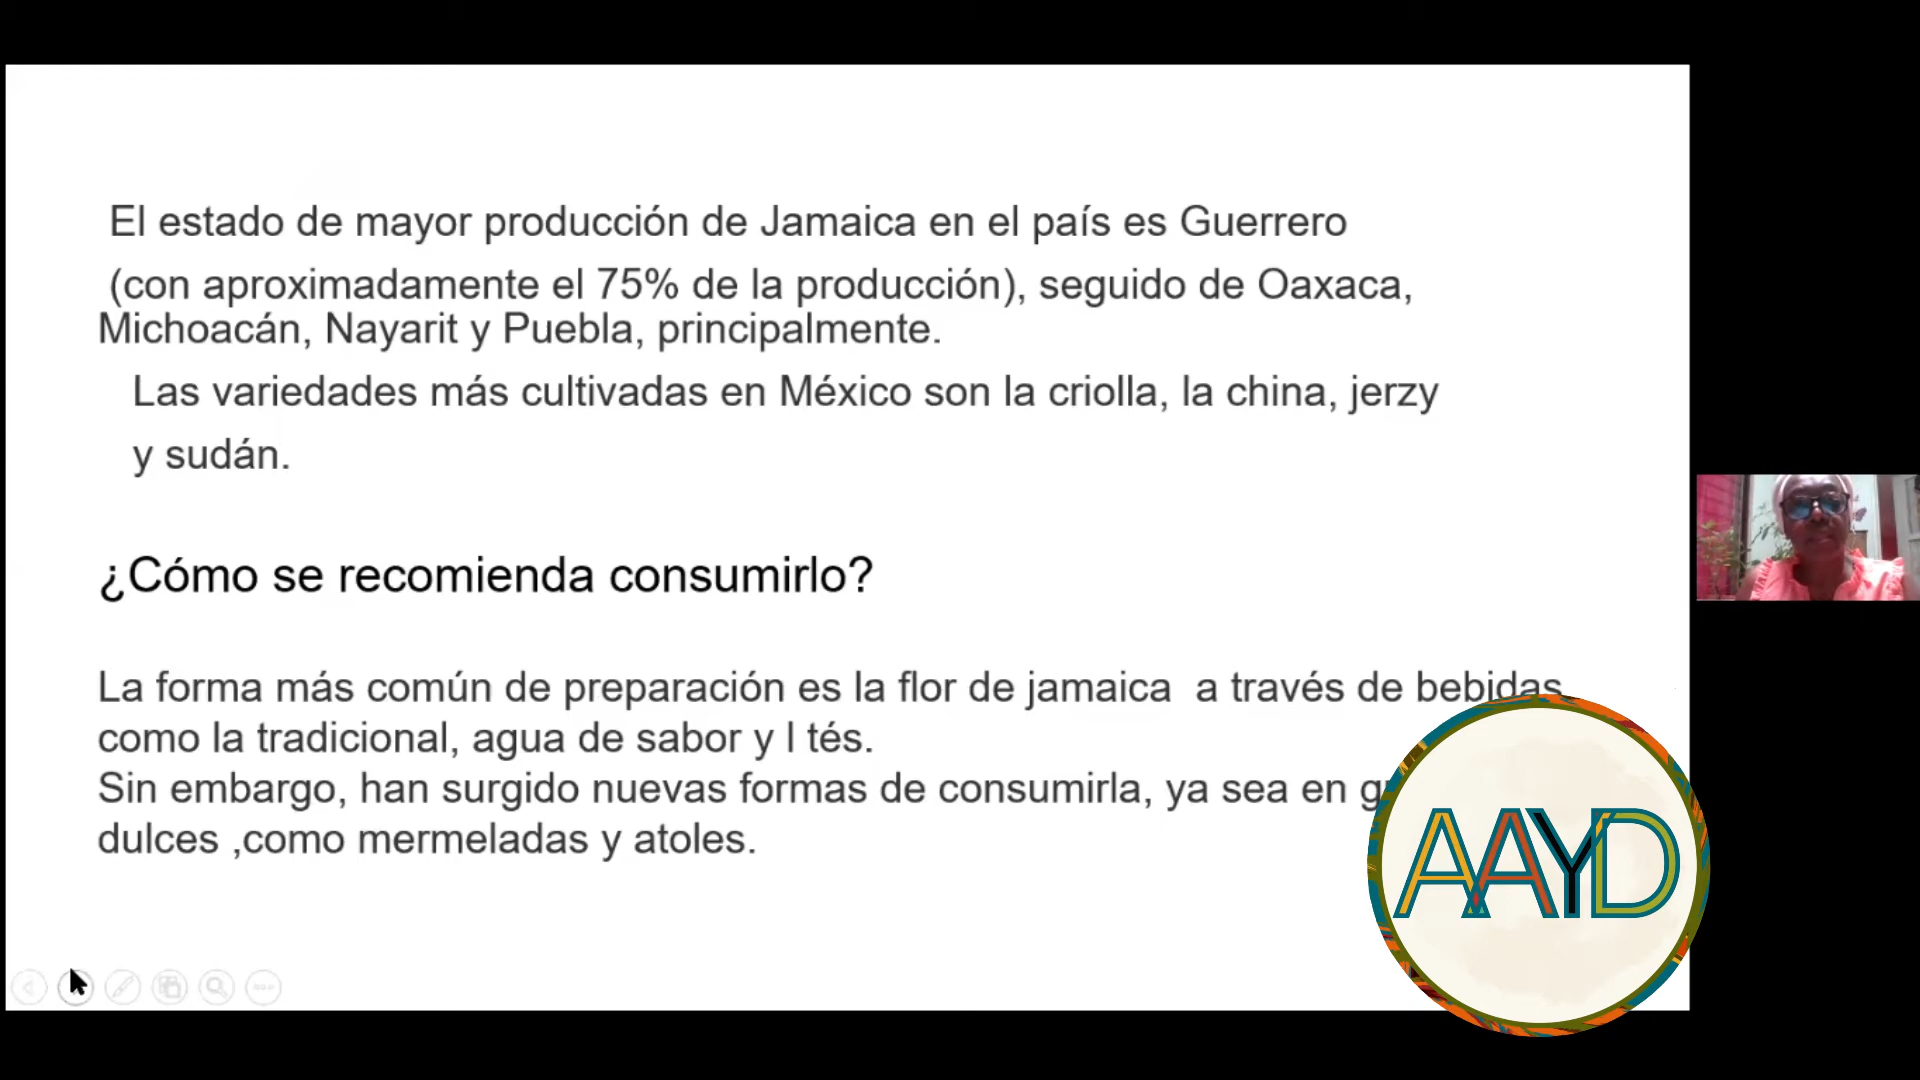 El estado de mayor producción de Jamaica en el país es Guerrero
(con aproximadamente el 75% de la producción), seguido de Oaxaca,
Michoacán, Nayarit y Puebla, principalmente.
Las variedades más cultivadas en México son la criolla, la china, jerzy
y sudán.
¿Cómo se recomienda consumirlo?
La forma más común de preparación es la flor de jamaica a través de bebidas
como la tradicional, agua de sabor y l tés.
Sin embargo, han surgido nuevas formas de consumirla, ya sea en
dulces ,como mermeladas y atoles.
AAYD